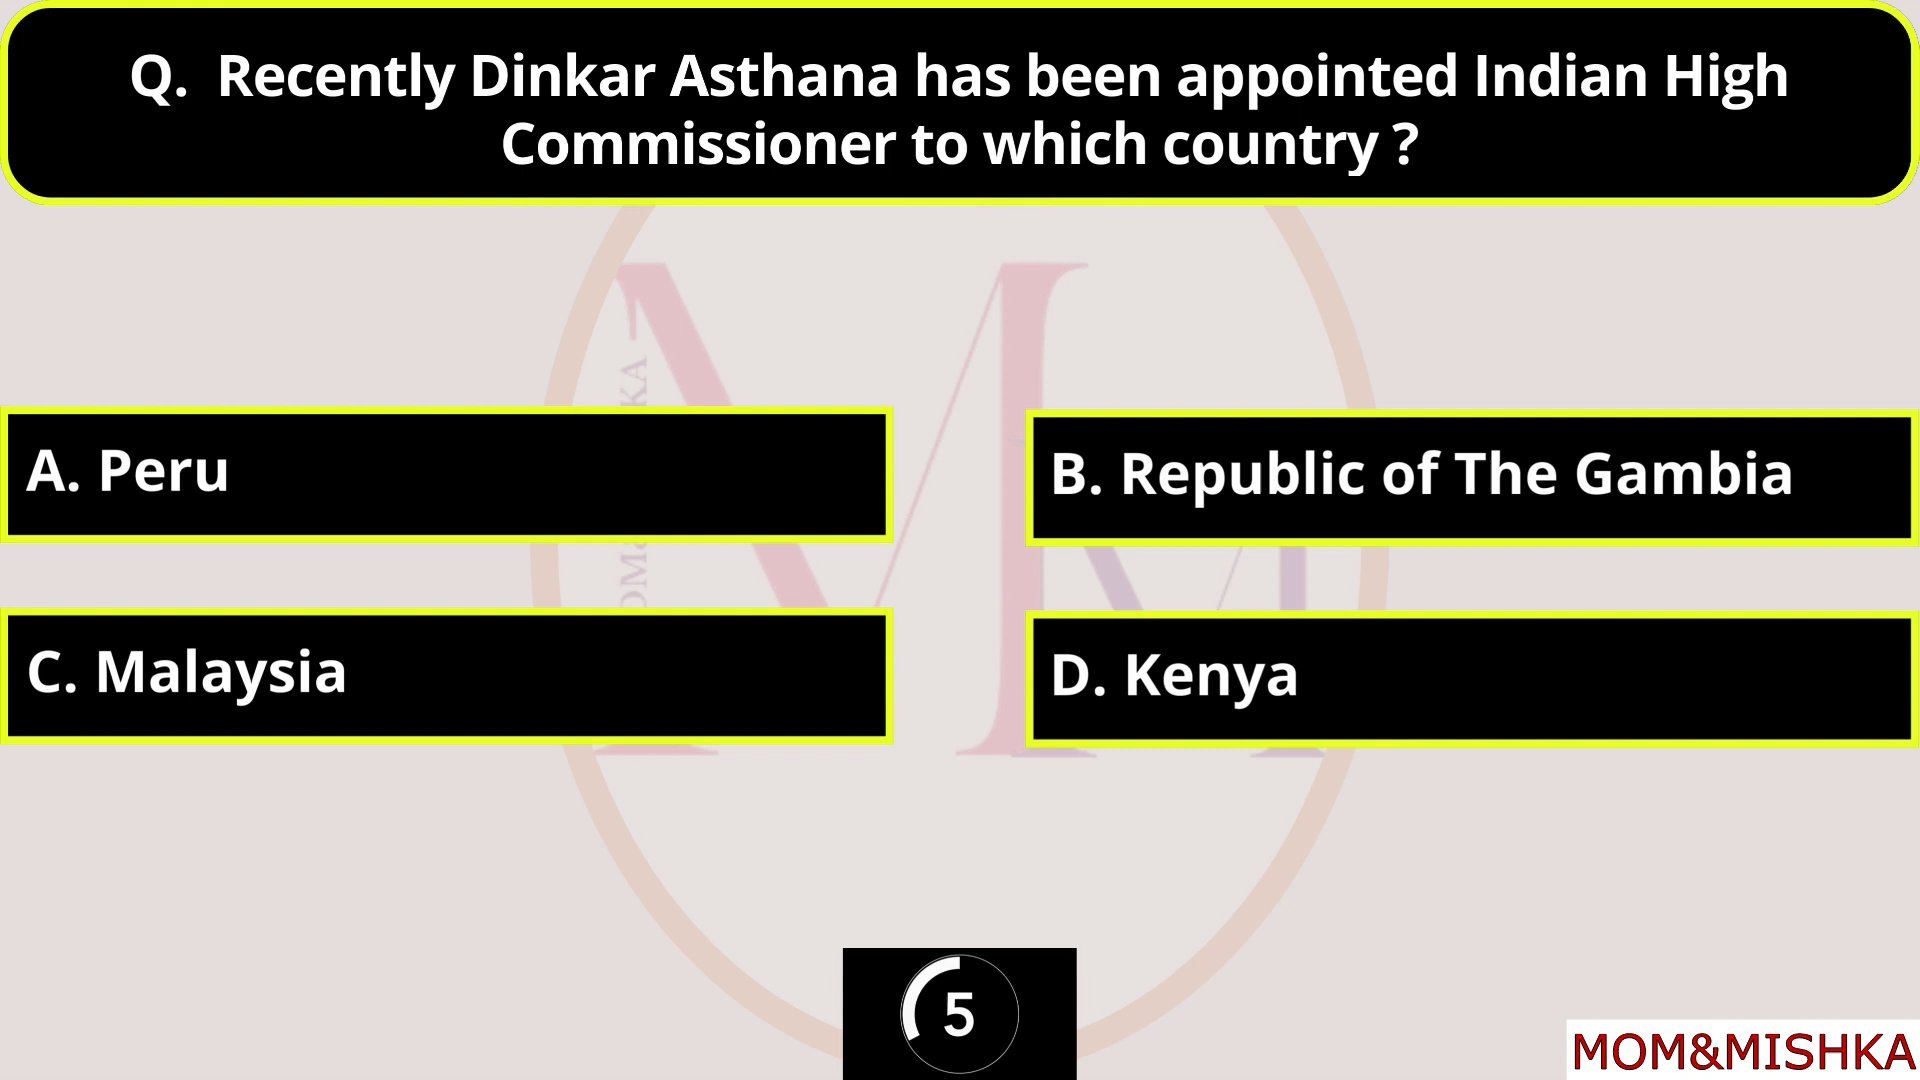 Q. Recently Dinkar Asthana has been appointed Indian High
Commissioner to which country ?
A. Peru
B. Republic of The Gambia
C. Malaysia
D. Kenya
5
MOM&MISHKA